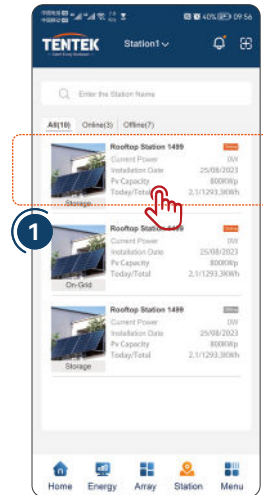 40% 09:56
TENTEK
Station1
Enter the Station Name
All(10) Online(3) Offline(7)
Rooftop Station 1499 Online
Current Power 0W
Installation Date 25/08/2023
Pv Capacity 800KWp
Today/Total 2.1/1293.3KWh
Storage
1
Rooftop Station 1499
Current Power 0W
Installation Date 25/08/2023
Pv Capacity 800KWp
Today/Total 2.1/1293.3KWh
On-Grid
Rooftop Station 1499 Offline
Current Power 0W
Installation Date 25/08/2023
Pv Capacity 800KWp
Today/Total 2.1/1293.3KWh
Storage
Home Energy Array Station Menu